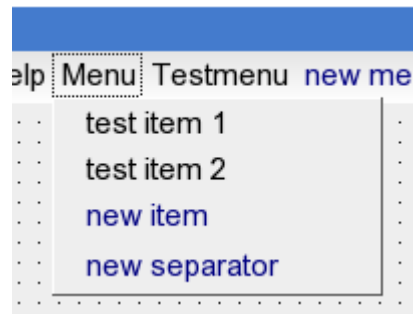 elp Menu Testmenu new me
test item 1
test item 2
new item
new separator